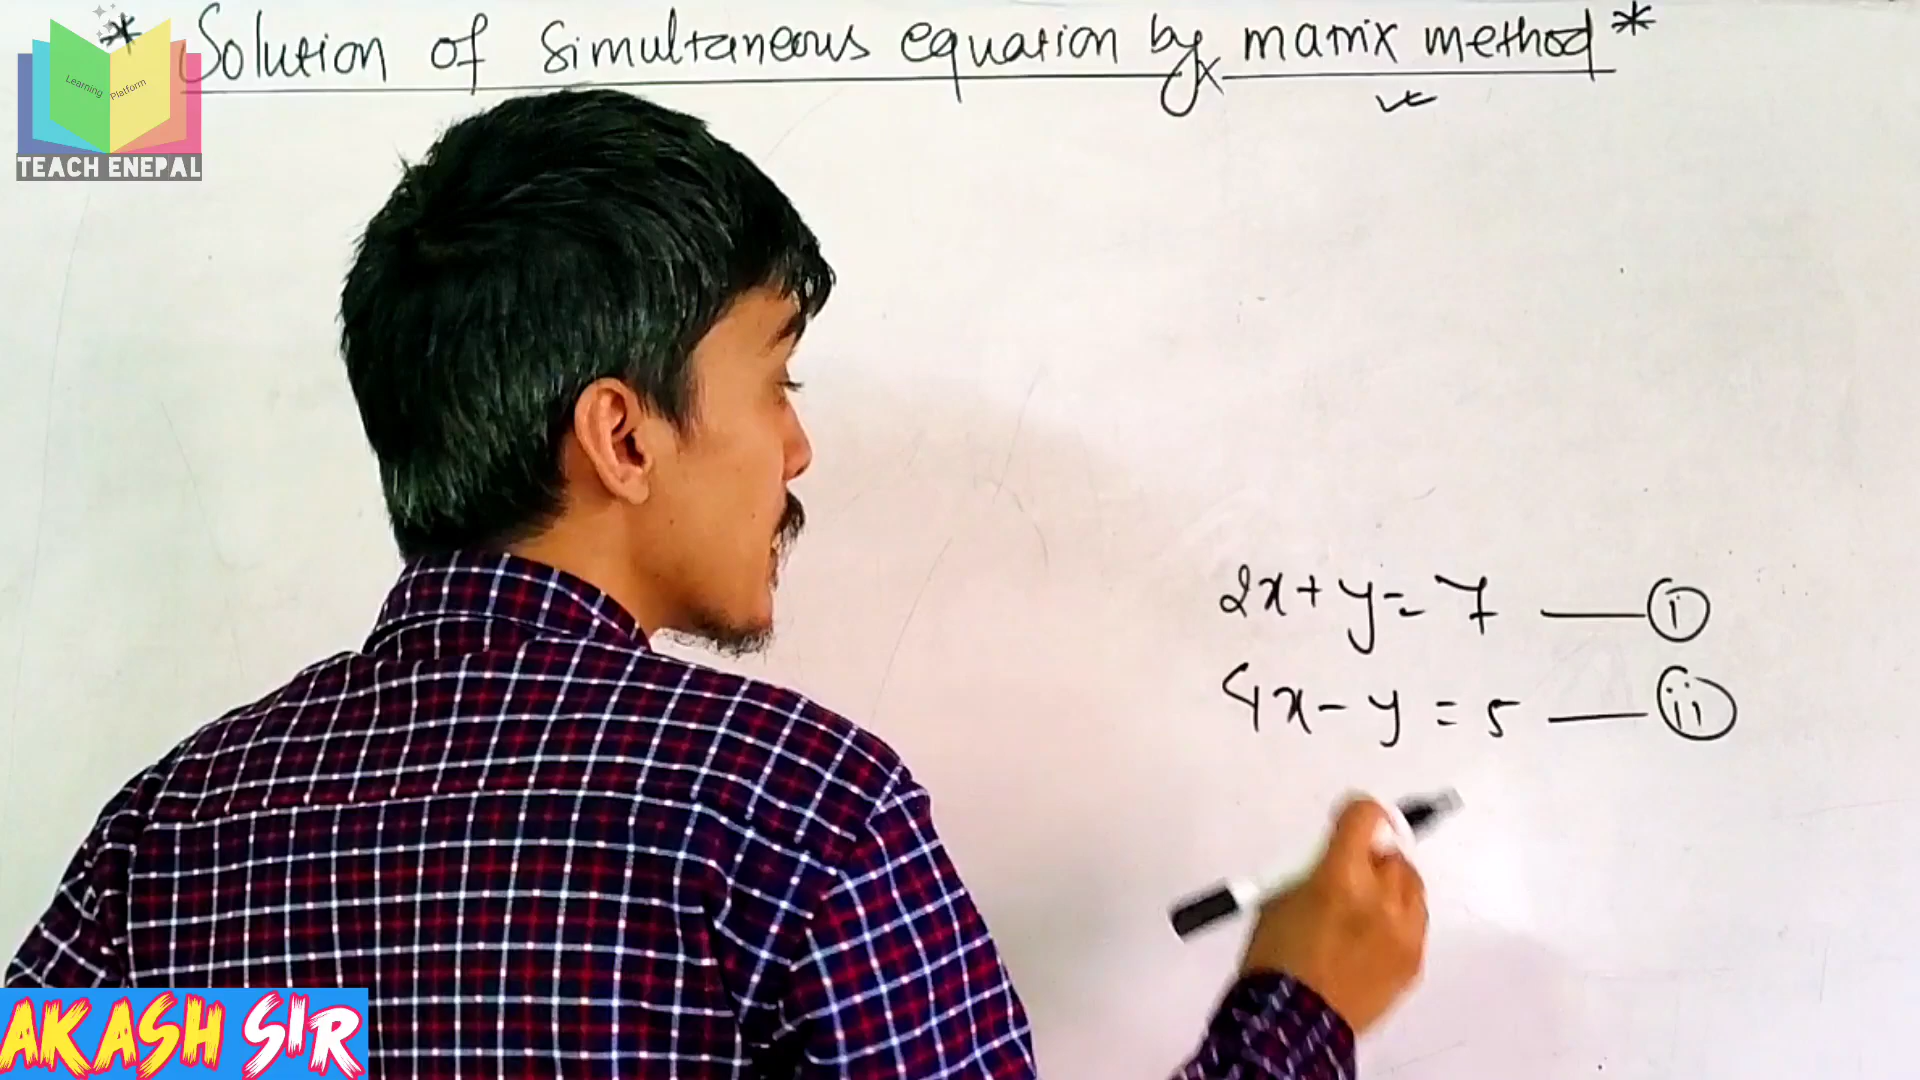 * Solution of simultaneous equation by matrix method *
Learning Platform
TEACH ENEPAL
2x + y = 7 — (i)
4x - y = 5 — (ii)
AKASH SIR